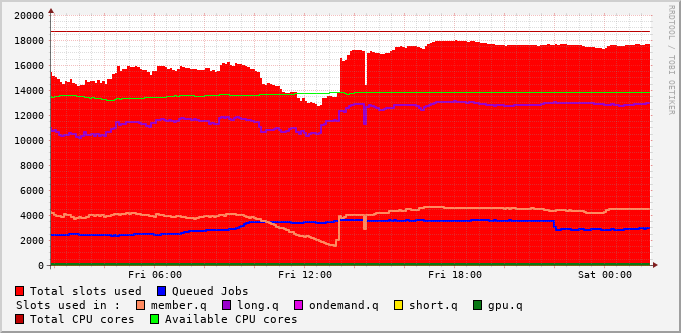 20000
18000
16000
14000
12000
10000
8000
6000
4000
2000
0
Fri 06:00 Fri 12:00 Fri 18:00 Sat 00:00
Total slots used Queued Jobs
Slots used in : member.q long.q ondemand.q short.q gpu.q
Total CPU cores Available CPU cores
RRDTOOL / TOBI OETIKER